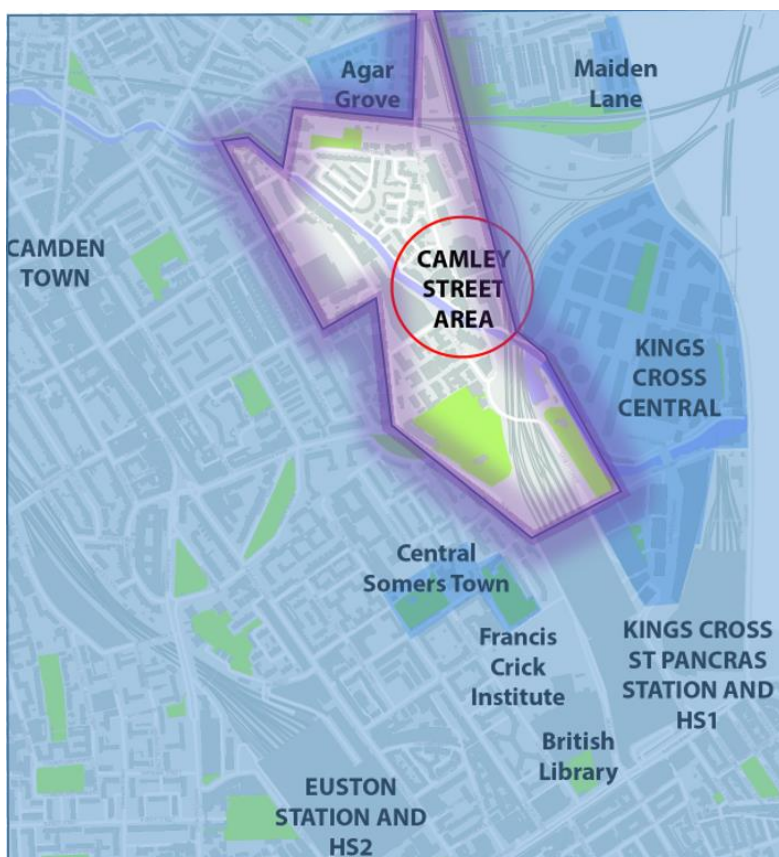 Agar
Grove
Maiden
Lane
CAMDEN
TOWN
CAMLEY
STREET
AREA
KINGS
CROSS
CENTRAL
Central
Somers Town
Francis
Crick
Institute
KINGS CROSS
ST PANCRAS
STATION AND
HS1
British
Library
EUSTON
STATION AND
HS2